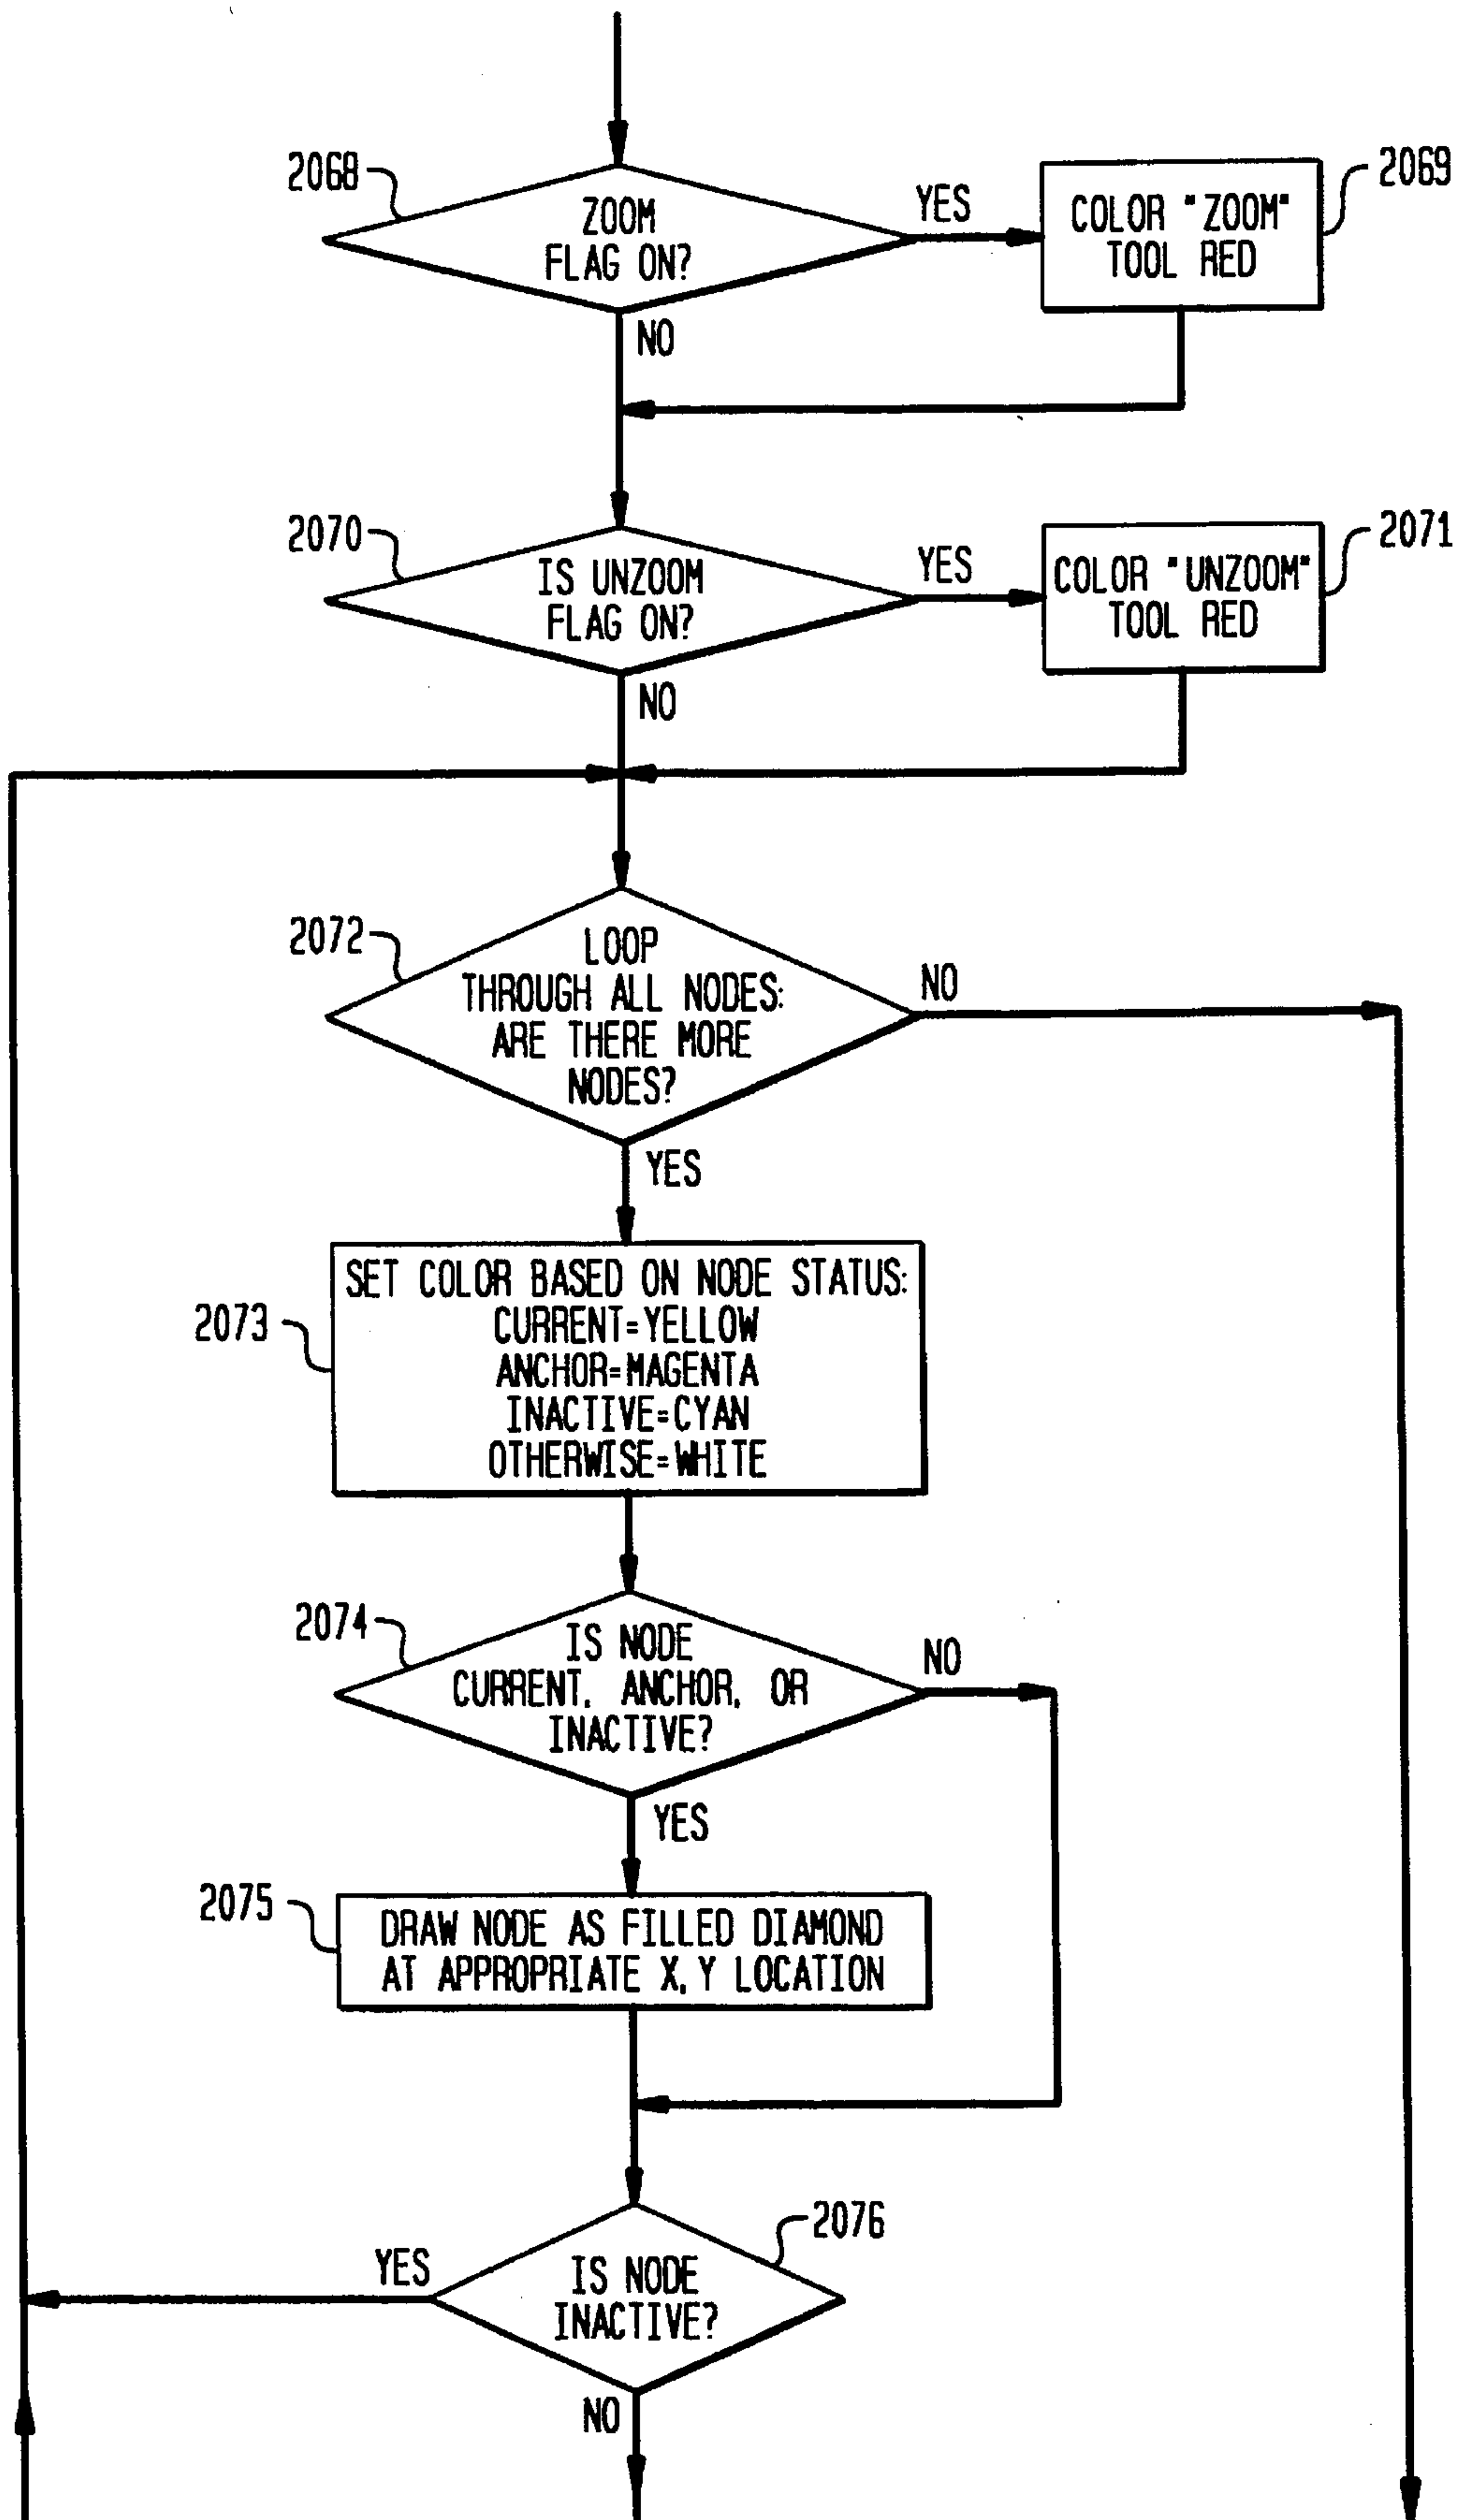 2068
ZOOM
FLAG ON?
YES
NO
COLOR "ZOOM"
TOOL RED
2069
2070
IS UNZOOM
FLAG ON?
YES
NO
COLOR "UNZOOM"
TOOL RED
2071
2072
LOOP
THROUGH ALL NODES:
ARE THERE MORE
NODES?
NO
YES
2073
SET COLOR BASED ON NODE STATUS:
CURRENT=YELLOW
ANCHOR=MAGENTA
INACTIVE=CYAN
OTHERWISE=WHITE
2074
IS NODE
CURRENT, ANCHOR, OR
INACTIVE?
NO
YES
2075
DRAW NODE AS FILLED DIAMOND
AT APPROPRIATE X,Y LOCATION
2076
YES
IS NODE
INACTIVE?
NO